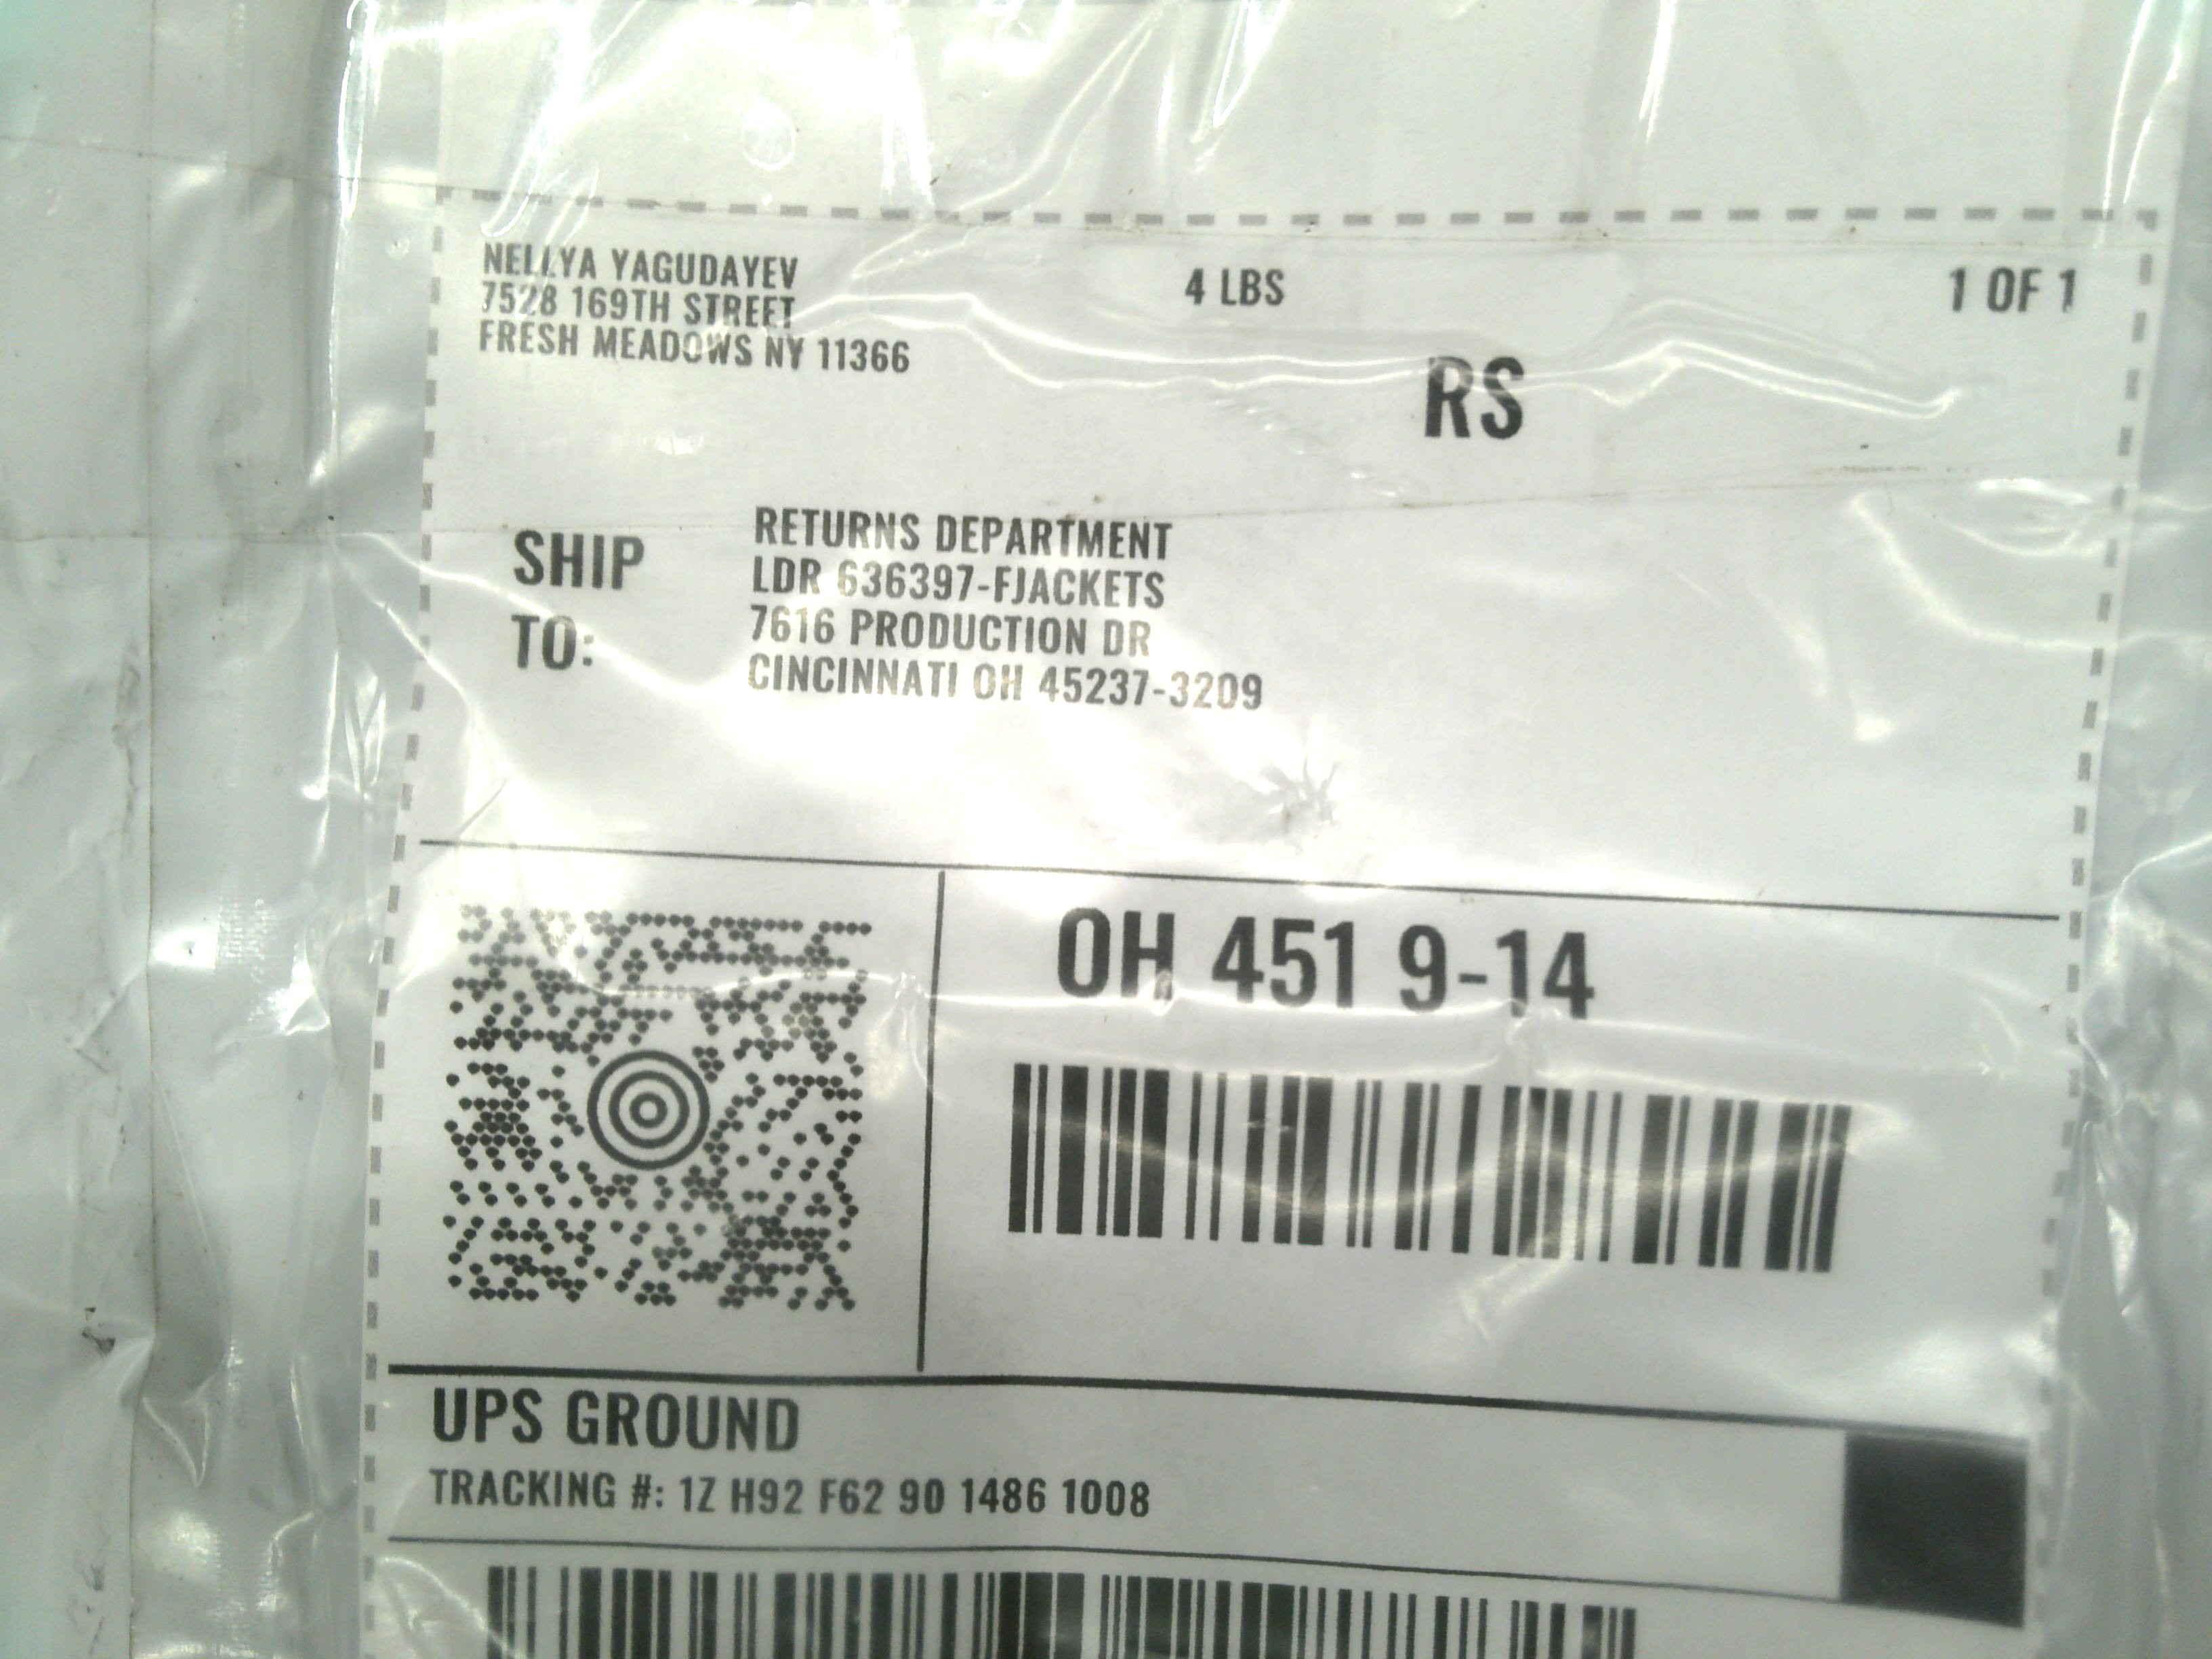 NELLYA YAGUDAYEV
7528 169TH STREET
FRESH MEADOWS NY 11366
4 LBS
1 OF 1
RS
SHIP
TO:
RETURNS DEPARTMENT
LDR 636397-FJACKETS
7616 PRODUCTION DR
CINCINNATI OH 45237-3209
OH 451 9-14
UPS GROUND
TRACKING #: 1Z H92 F62 90 1486 1008